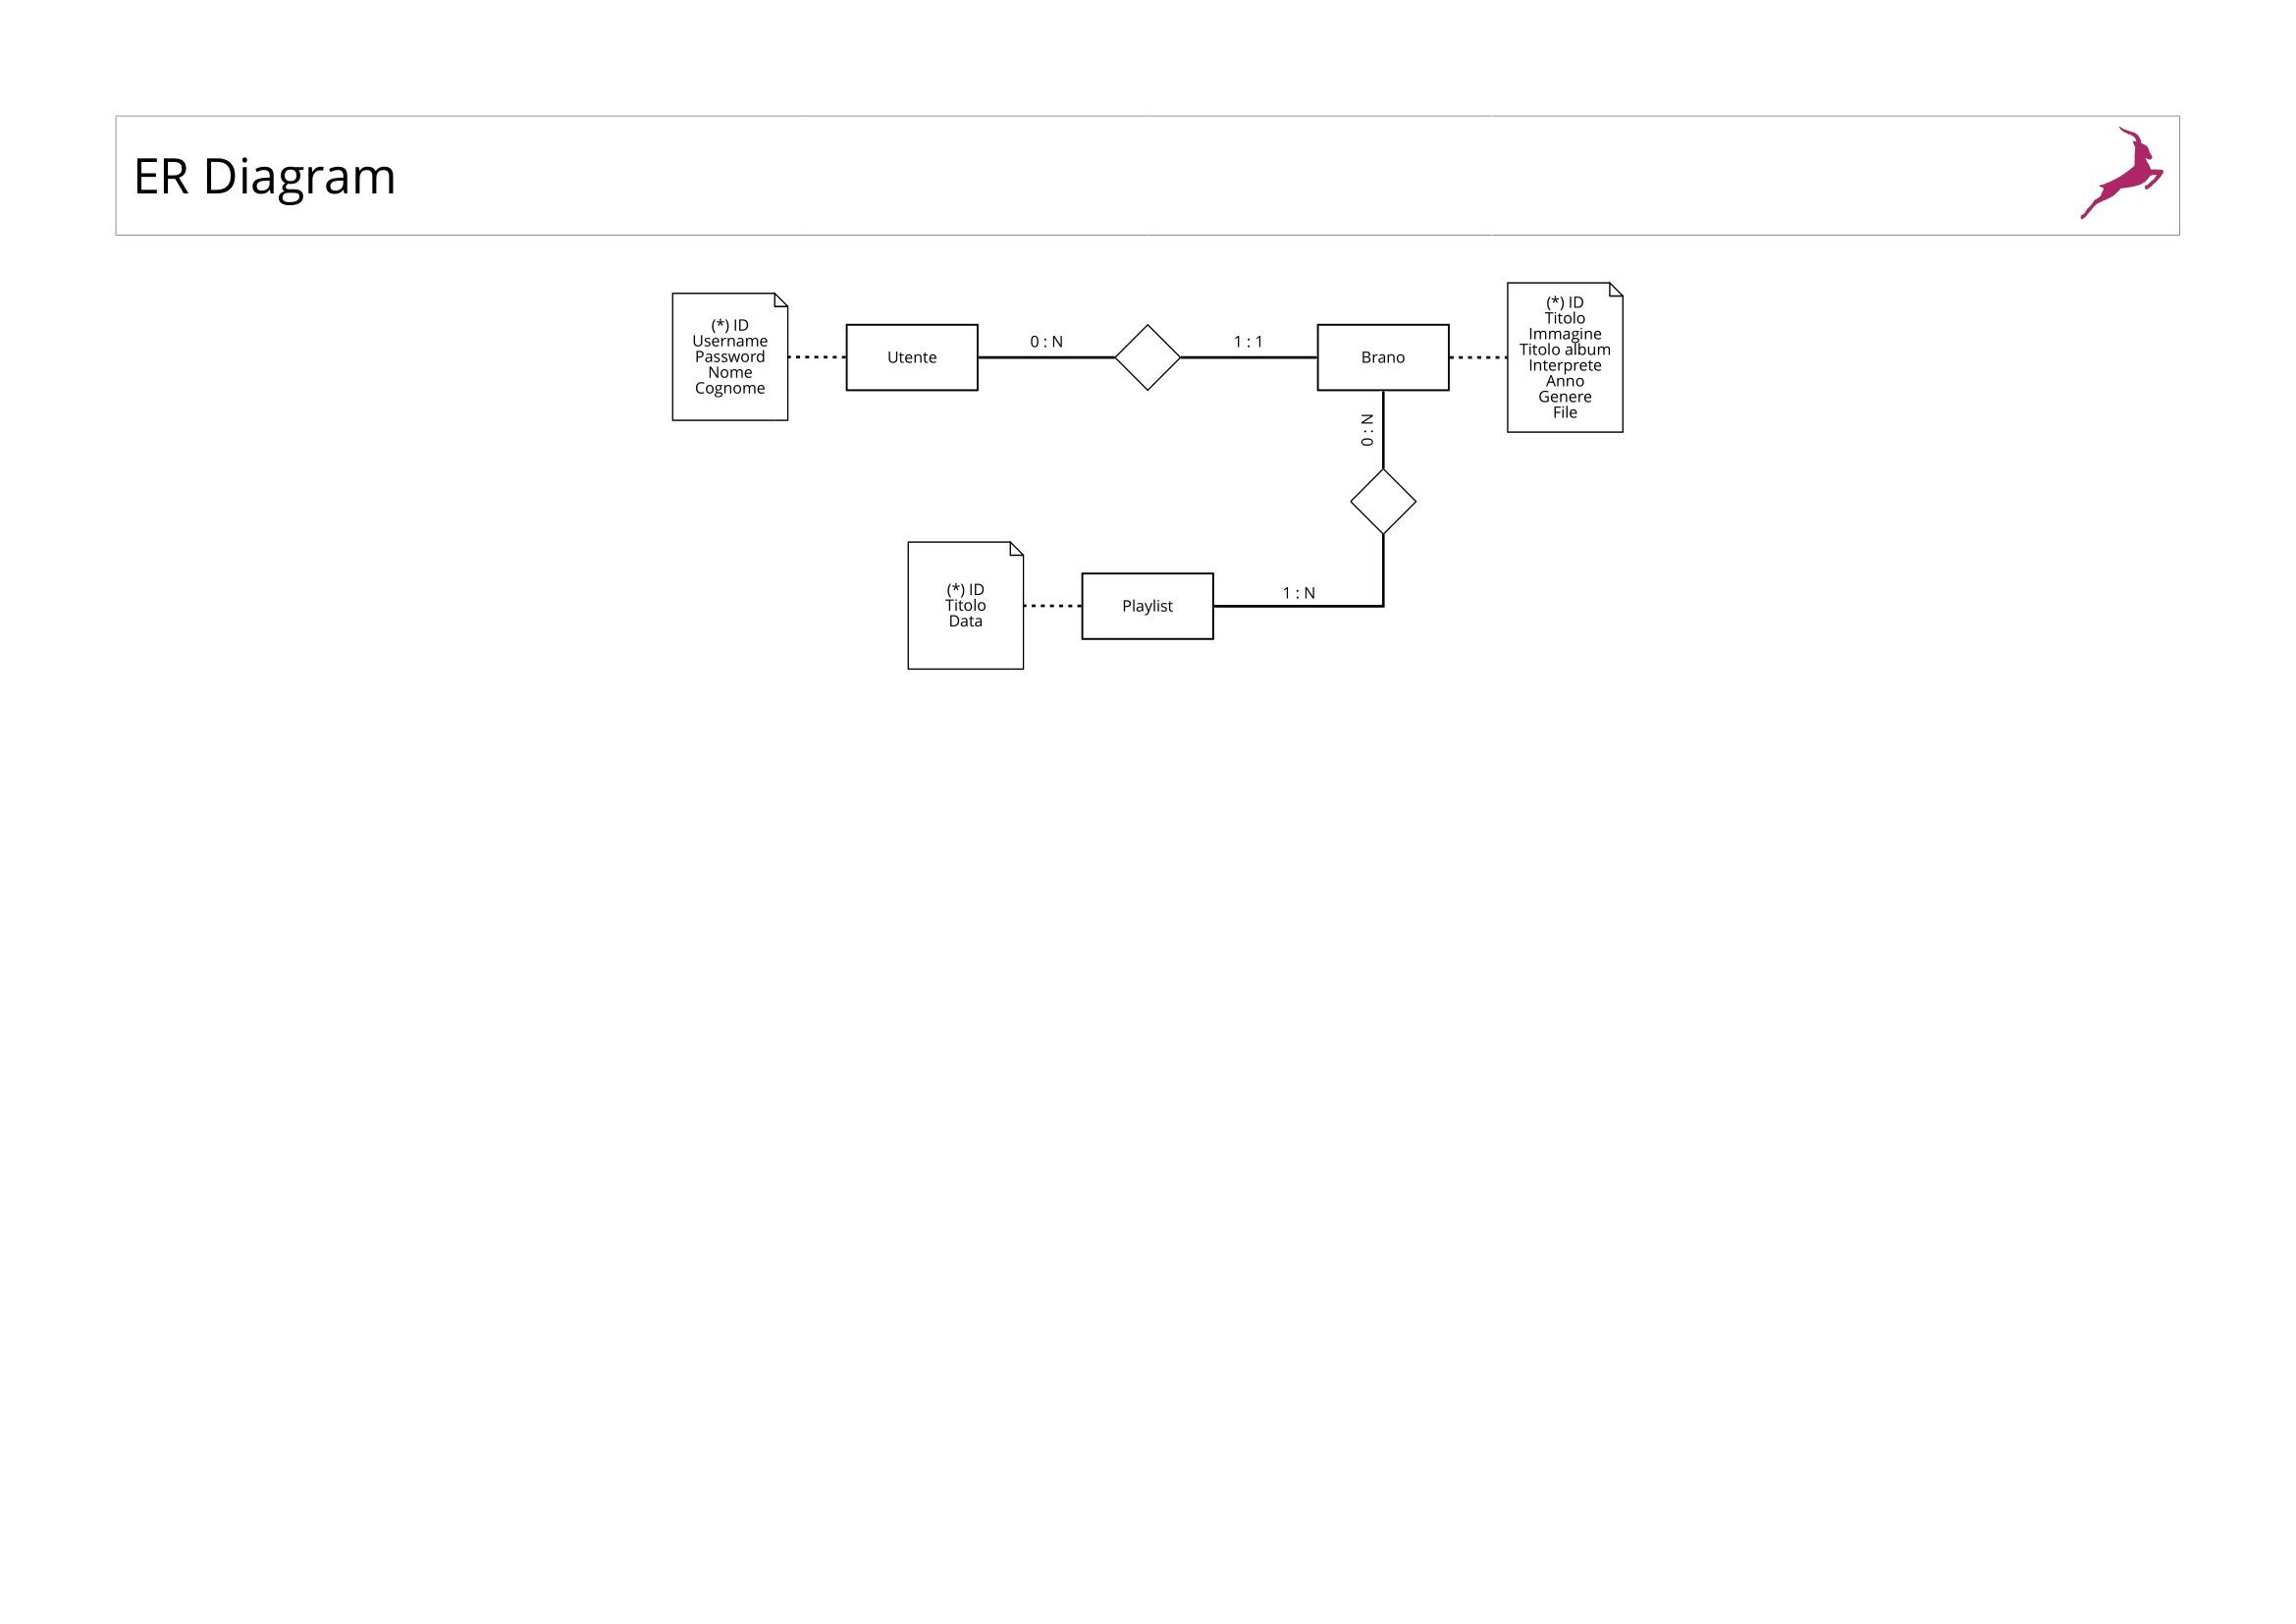 ER Diagram
(*) ID
Username
Password
Nome
Cognome
Utente
0 : N
1 : 1
Brano
(*) ID
Titolo
Immagine
Titolo album
Interprete
Anno
Genere
File
0 : N
(*) ID
Titolo
Data
Playlist
1 : N